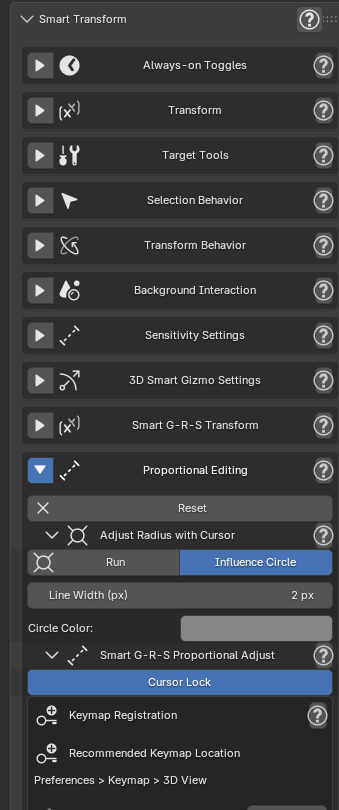 Smart Transform
Always-on Toggles
Transform
Target Tools
Selection Behavior
Transform Behavior
Background Interaction
Sensitivity Settings
3D Smart Gizmo Settings
Smart G-R-S Transform
Proportional Editing
Reset
Adjust Radius with Cursor
Run Influence Circle
Line Width (px) 2 px
Circle Color:
Smart G-R-S Proportional Adjust
Cursor Lock
Keymap Registration
Recommended Keymap Location
Preferences > Keymap > 3D View